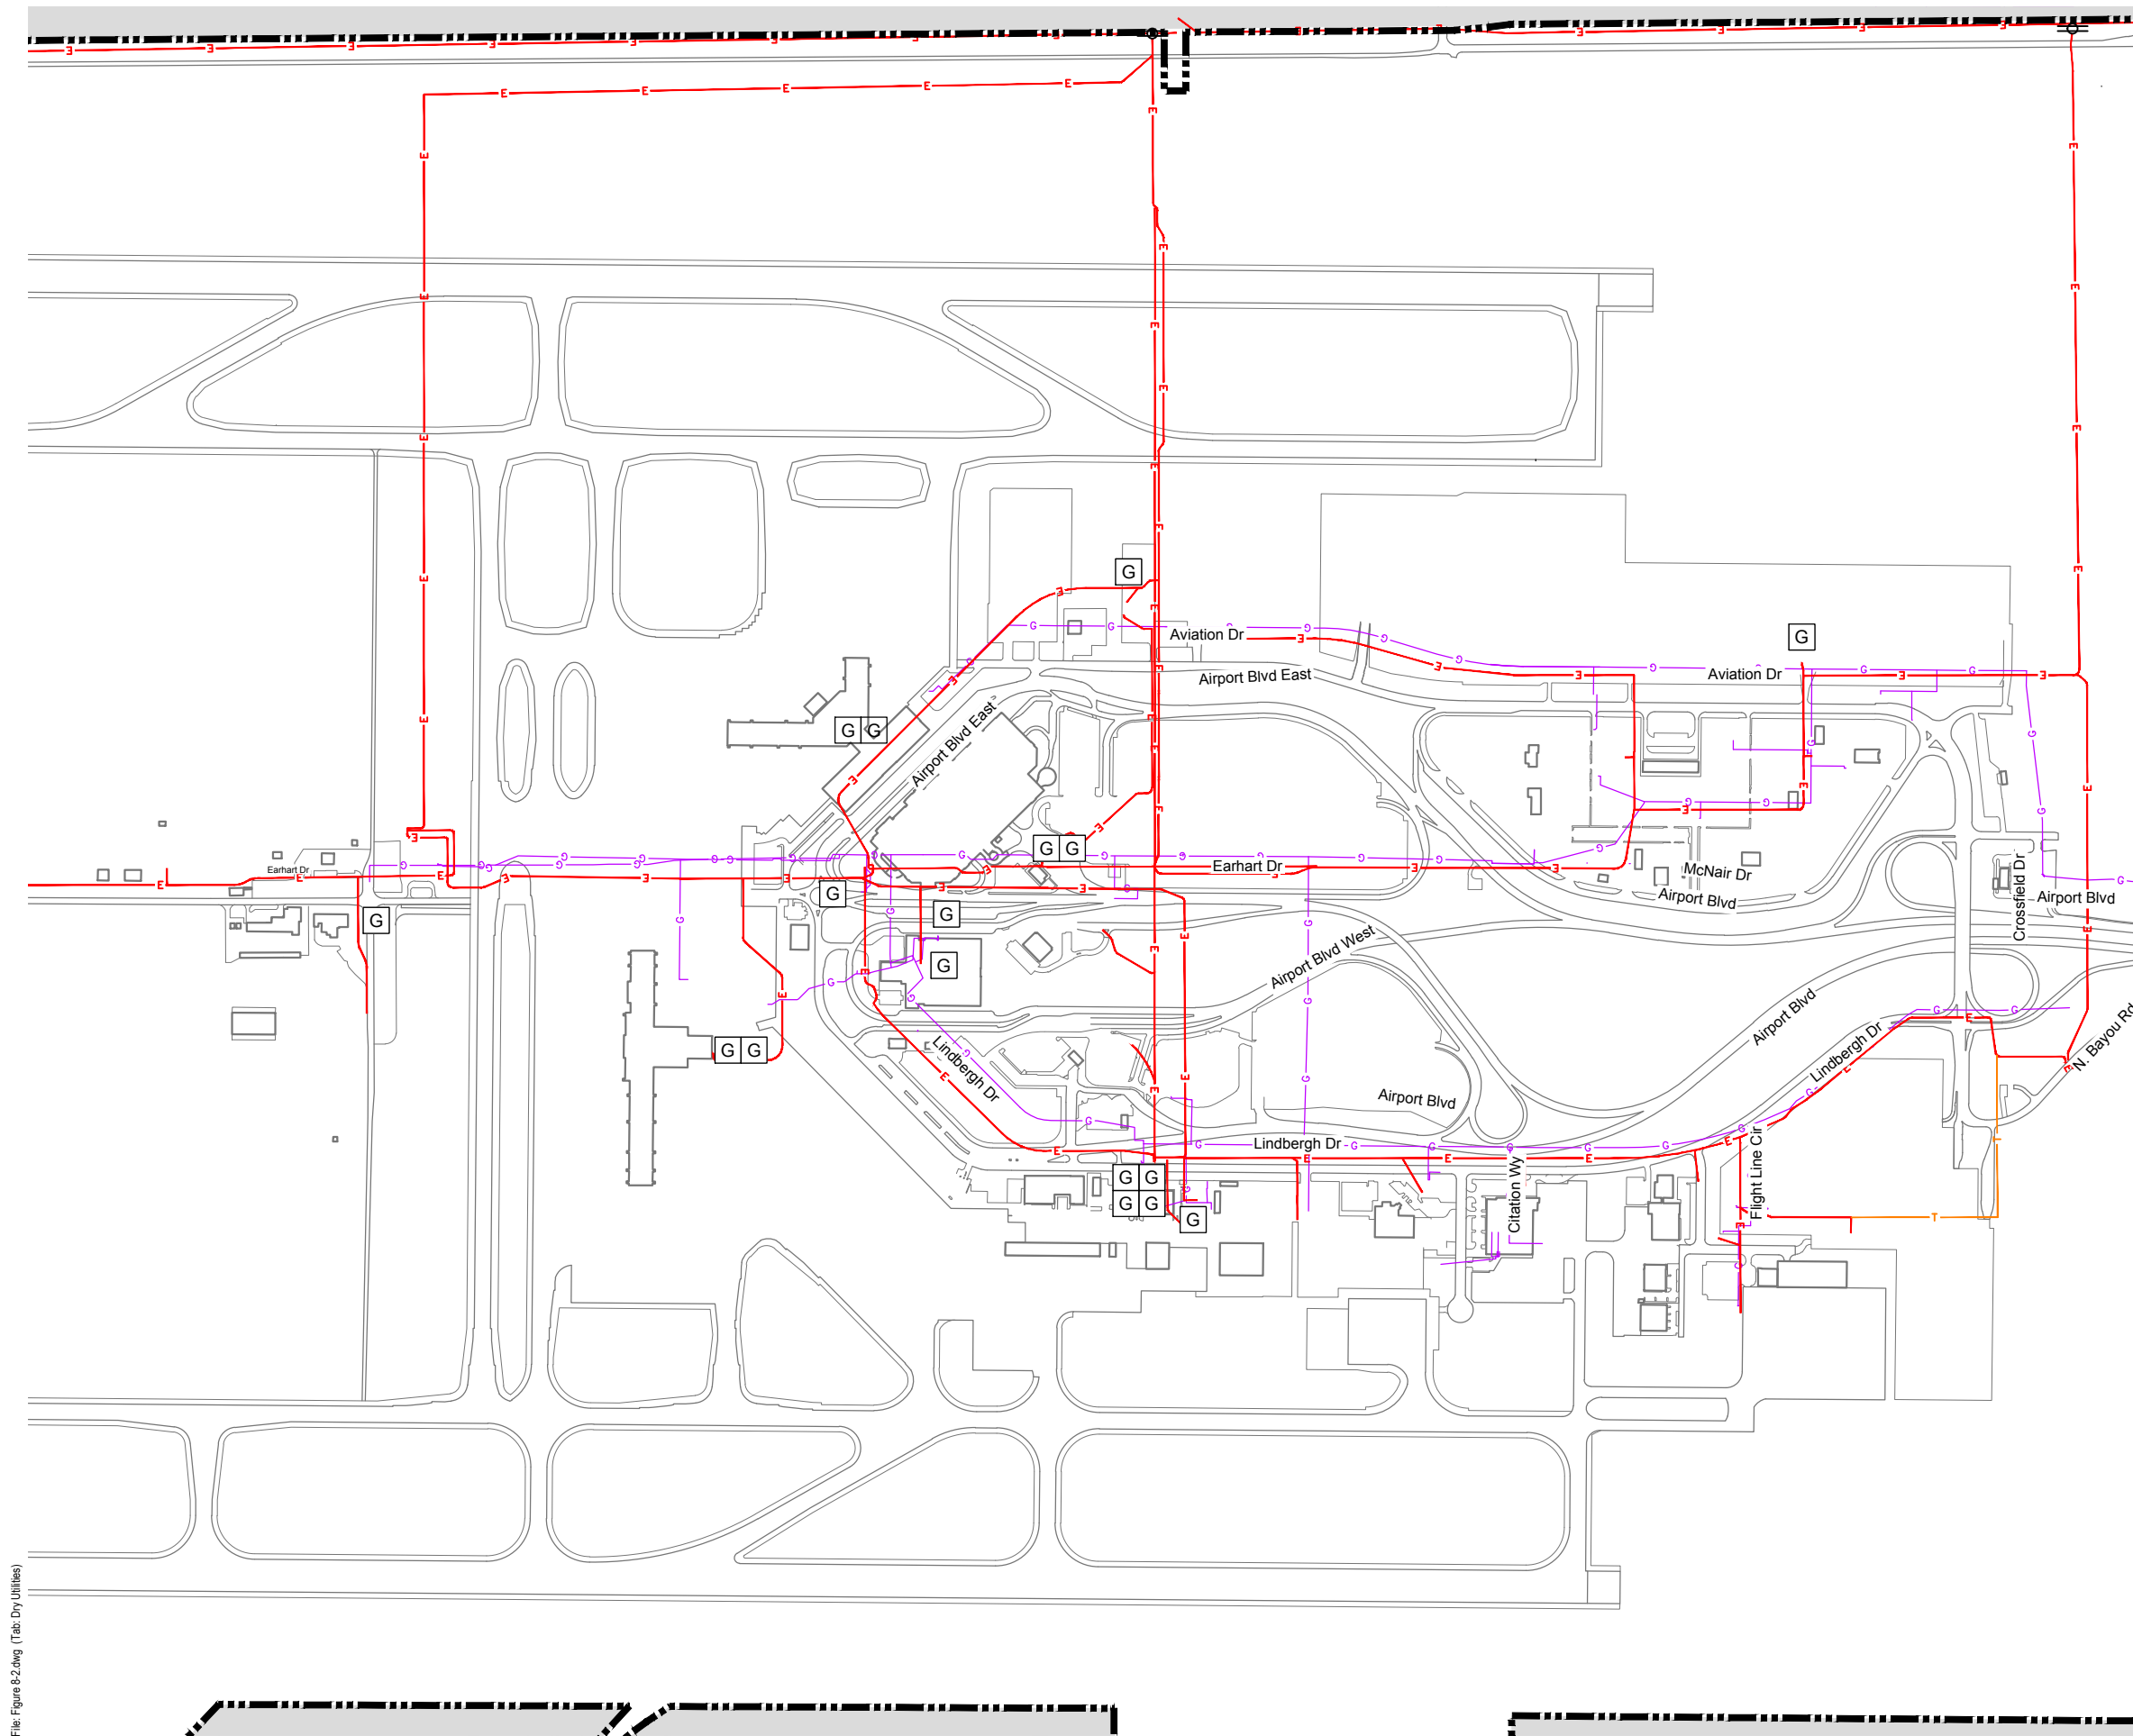 Aviation Dr
Airport Blvd East
Aviation Dr
Airport Blvd East
Earhart Dr
Earhart Dr
McNair Dr
Airport Blvd
Crossfield Dr
Airport Blvd
Airport Blvd West
Airport Blvd
Lindbergh Dr
N. Bayou Rd
Lindbergh Dr
Airport Blvd
Lindbergh Dr
Citation Wy
Flight Line Cir
G
G
G G
G G
G
G
G
G
G G
G G
G G
G
E
G
T
File: Figure 8-2.dwg (Tab: Dry Utilities)